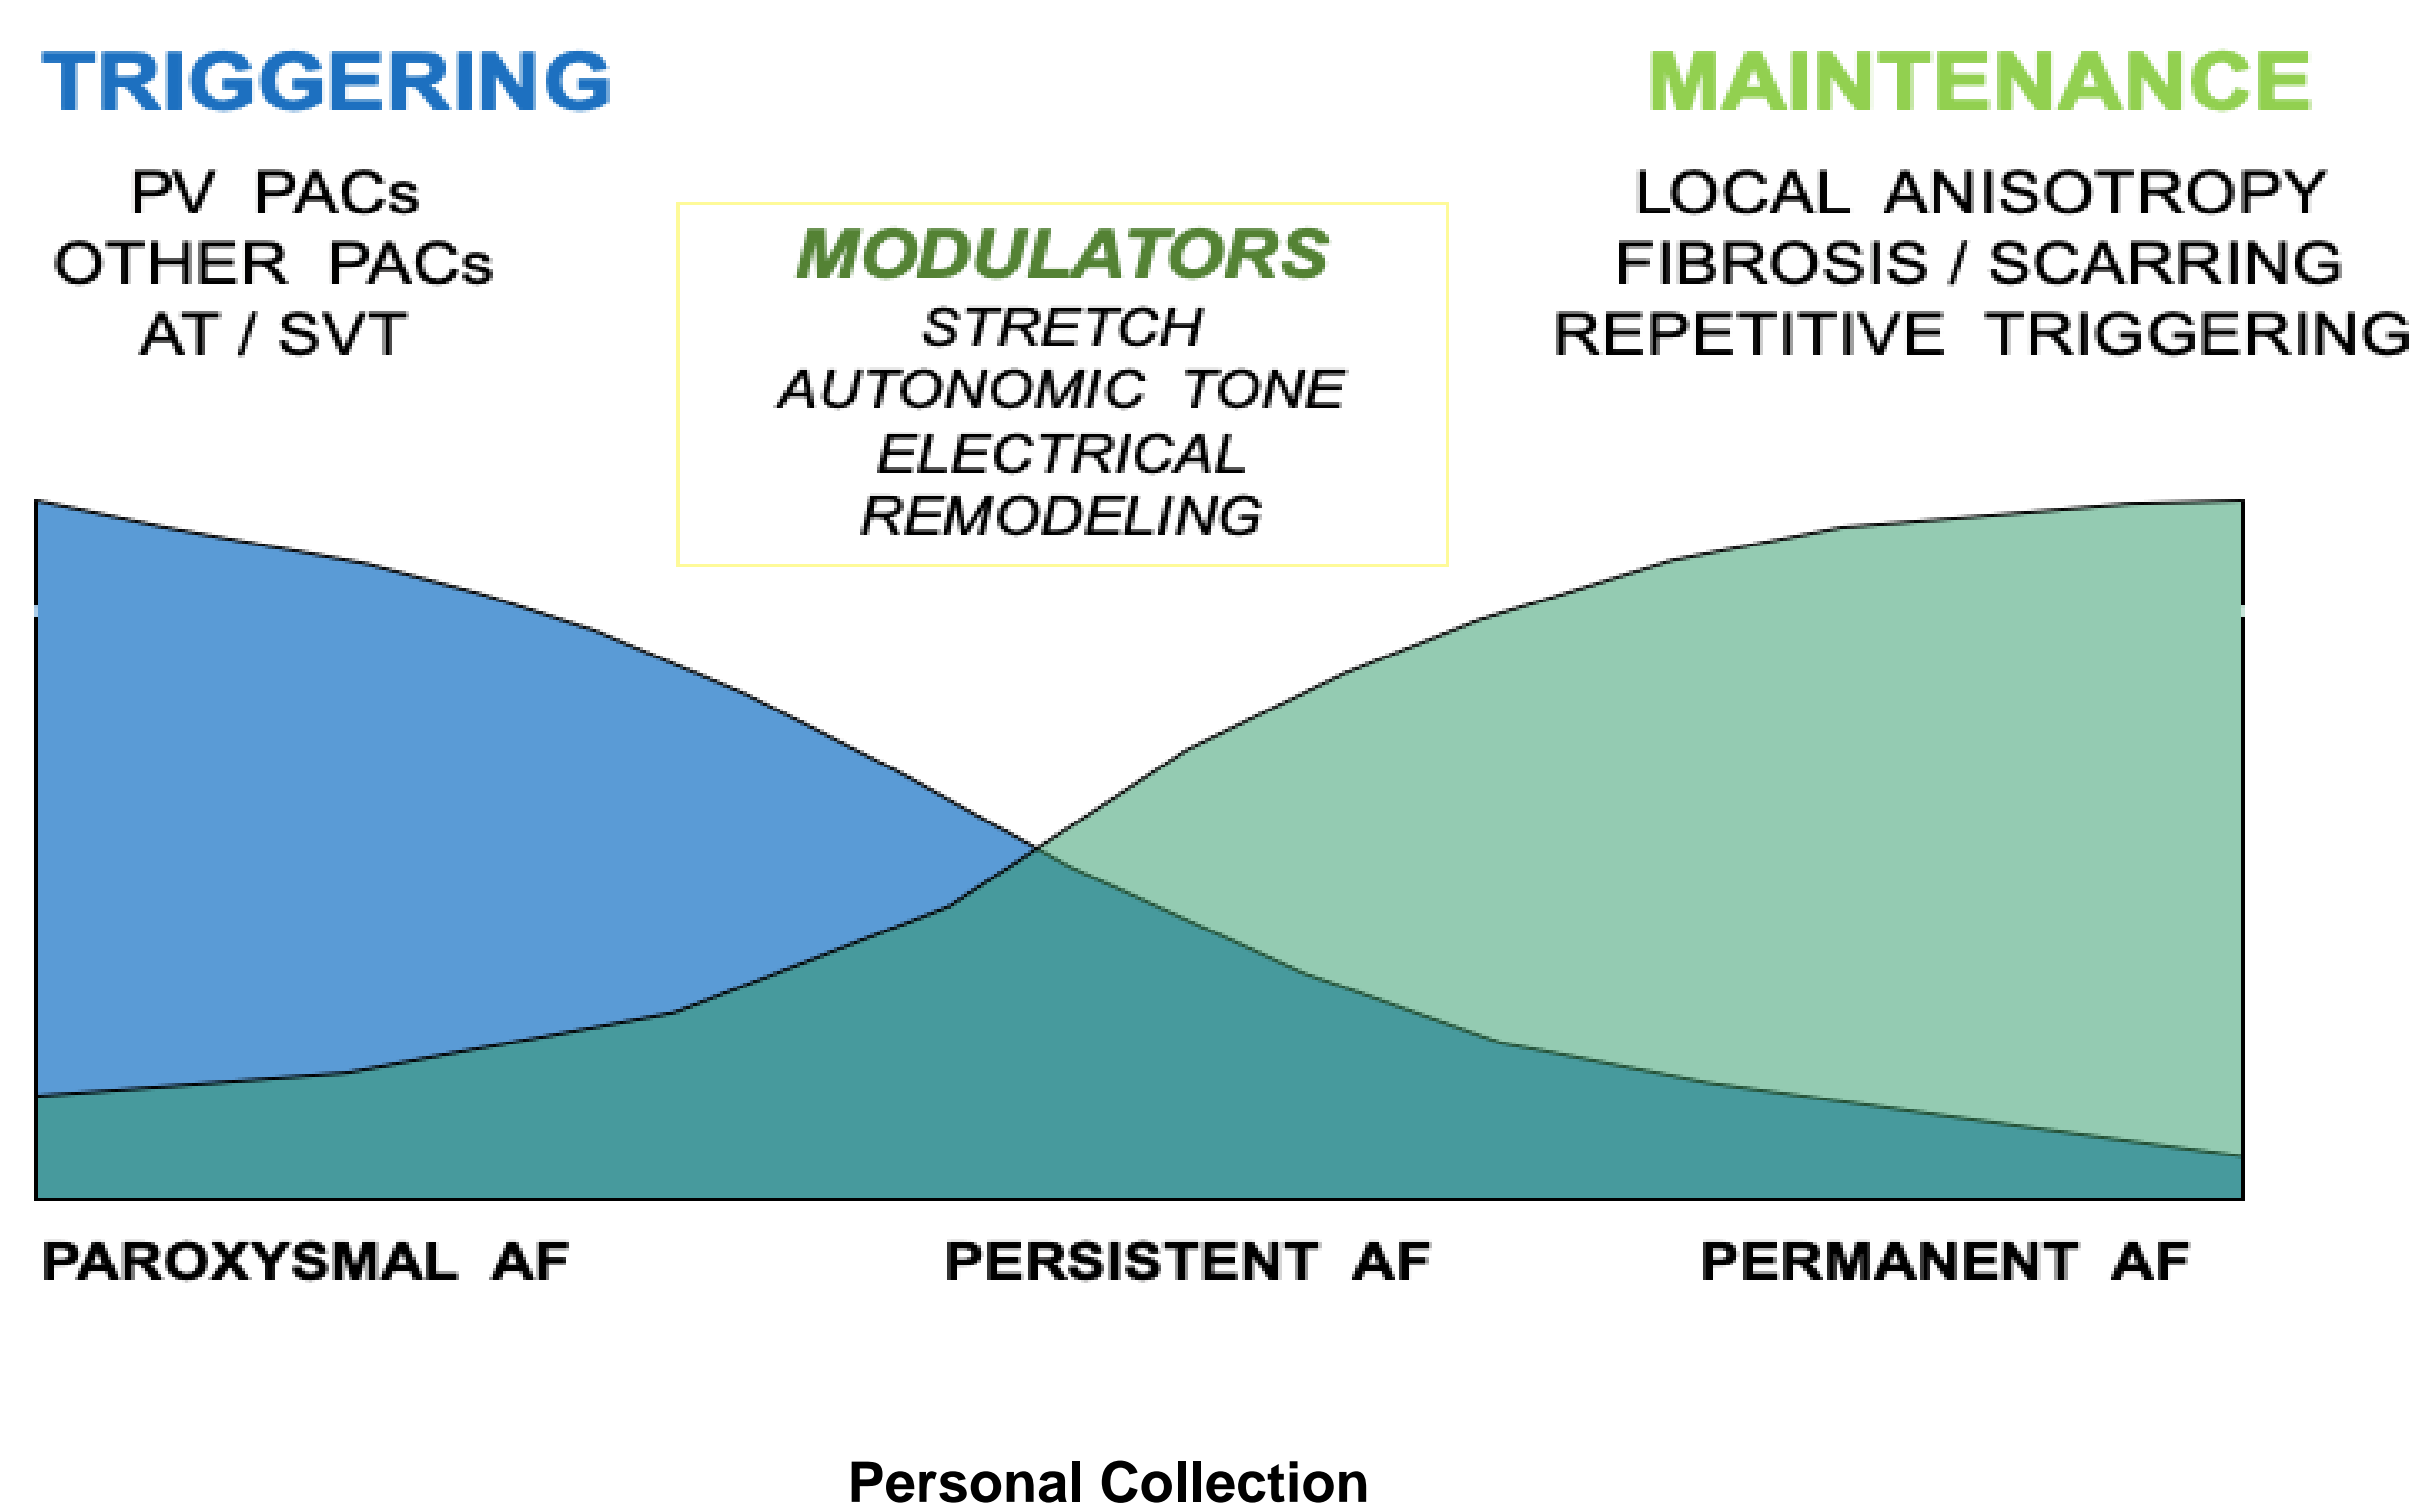 TRIGGERING
PV PACs
OTHER PACs
AT / SVT
MODULATORS
STRETCH
AUTONOMIC TONE
ELECTRICAL
REMODELING
MAINTENANCE
LOCAL ANISOTROPY
FIBROSIS / SCARRING
REPETITIVE TRIGGERING
PAROXYSMAL AF
PERSISTENT AF
PERMANENT AF
Personal Collection